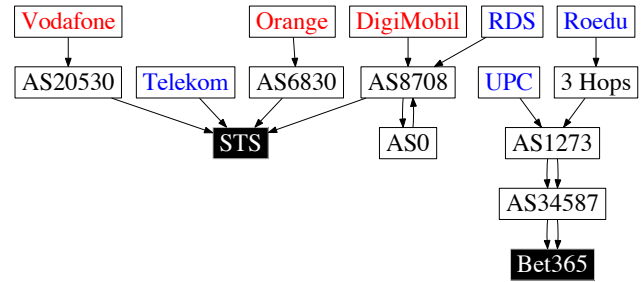 Vodafone
Orange
DigiMobil
RDS
Roedu
AS20530
Telekom
AS6830
AS8708
UPC
3 Hops
STS
AS0
AS1273
AS34587
Bet365